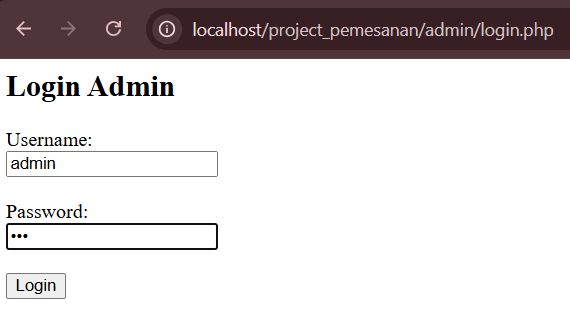 localhost/project_pemesanan/admin/login.php
Login Admin
Username:
admin
Password:
•••
Login